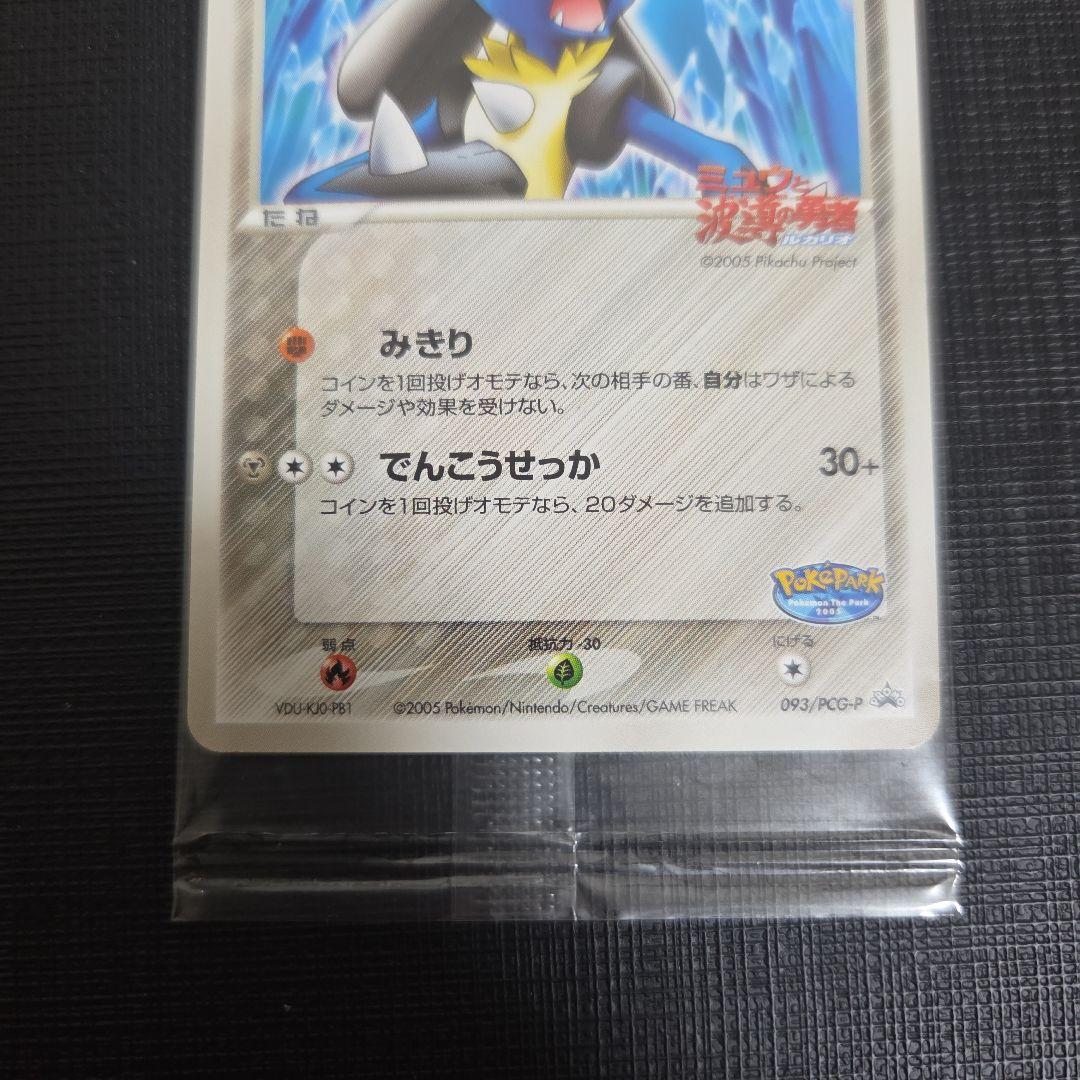 たね
ミュウと
波導の勇者
ルカリオ
©2005 Pikachu Project
みきり
コインを1回投げオモテなら、次の相手の番、自分はワザによる
ダメージや効果を受けない。
でんこうせっか 30+
コインを1回投げオモテなら、20ダメージを追加する。
POKéPARK
Pokémon The Park
2005
弱点 抵抗力 -30 にげる
VDU-KJ0-PB1 ©2005 Pokémon/Nintendo/Creatures/GAME FREAK 093/PCG-P